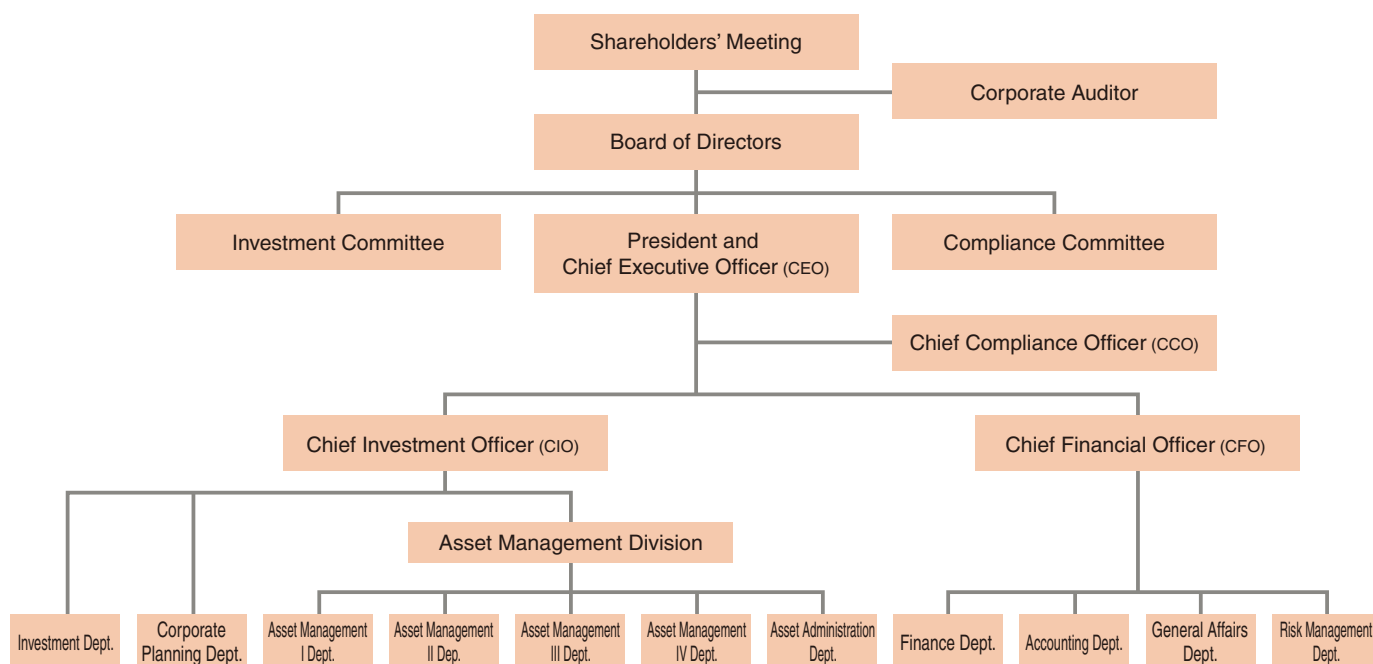 Shareholders’ Meeting
Corporate Auditor
Board of Directors
Investment Committee
President and
Chief Executive Officer (CEO)
Compliance Committee
Chief Compliance Officer (CCO)
Chief Investment Officer (CIO)
Chief Financial Officer (CFO)
Asset Management Division
Investment Dept.
Corporate
Planning Dept.
Asset Management
I Dept.
Asset Management
II Dep.
Asset Management
III Dept.
Asset Management
IV Dept.
Asset Administration
Dept.
Finance Dept.
Accounting Dept.
General Affairs
Dept.
Risk Management
Dept.